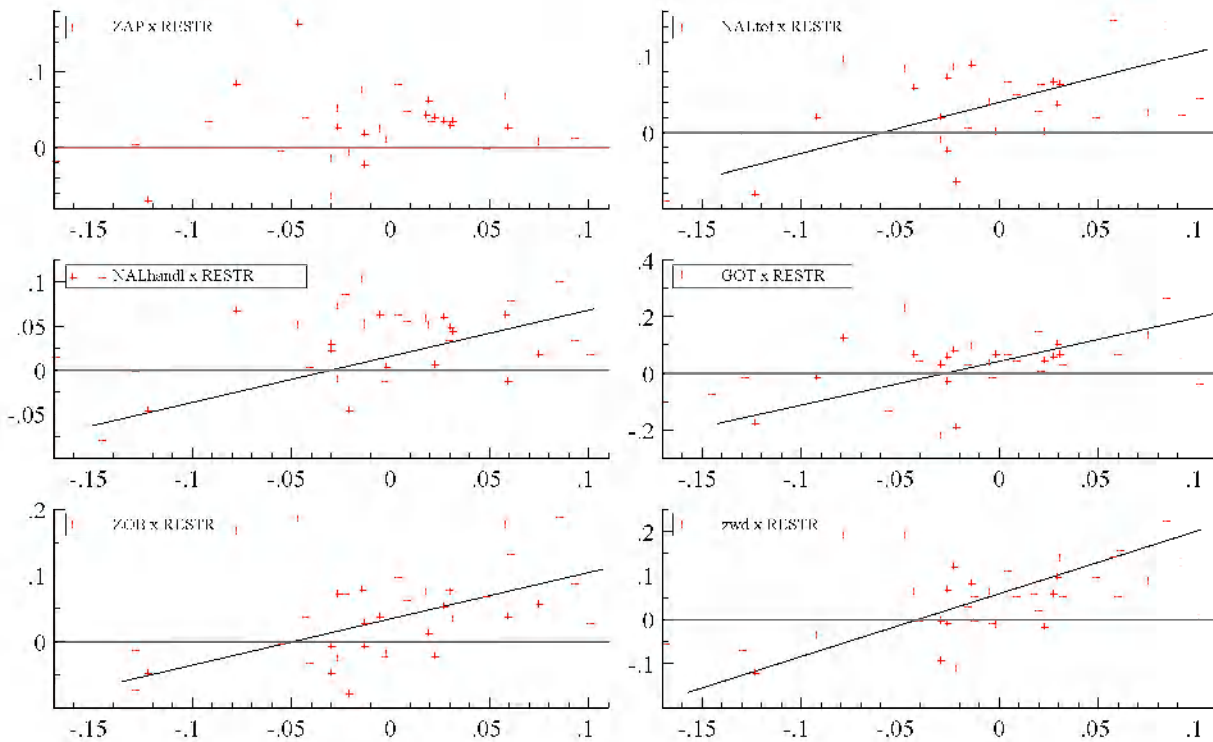 ZAP x RESTR
NALtot x RESTR
.1
0
-.15 -.1 -.05 0 .05 .1
.1
0
-.15 -.1 -.05 0 .05 .1
NALhandl x RESTR
GOT x RESTR
.1
.05
0
-.05
-.15 -.1 -.05 0 .05 .1
.4
.2
0
-.2
-.15 -.1 -.05 0 .05 .1
ZOB x RESTR
zwd x RESTR
.2
.1
0
-.15 -.1 -.05 0 .05 .1
.2
.1
0
-.1
-.15 -.1 -.05 0 .05 .1